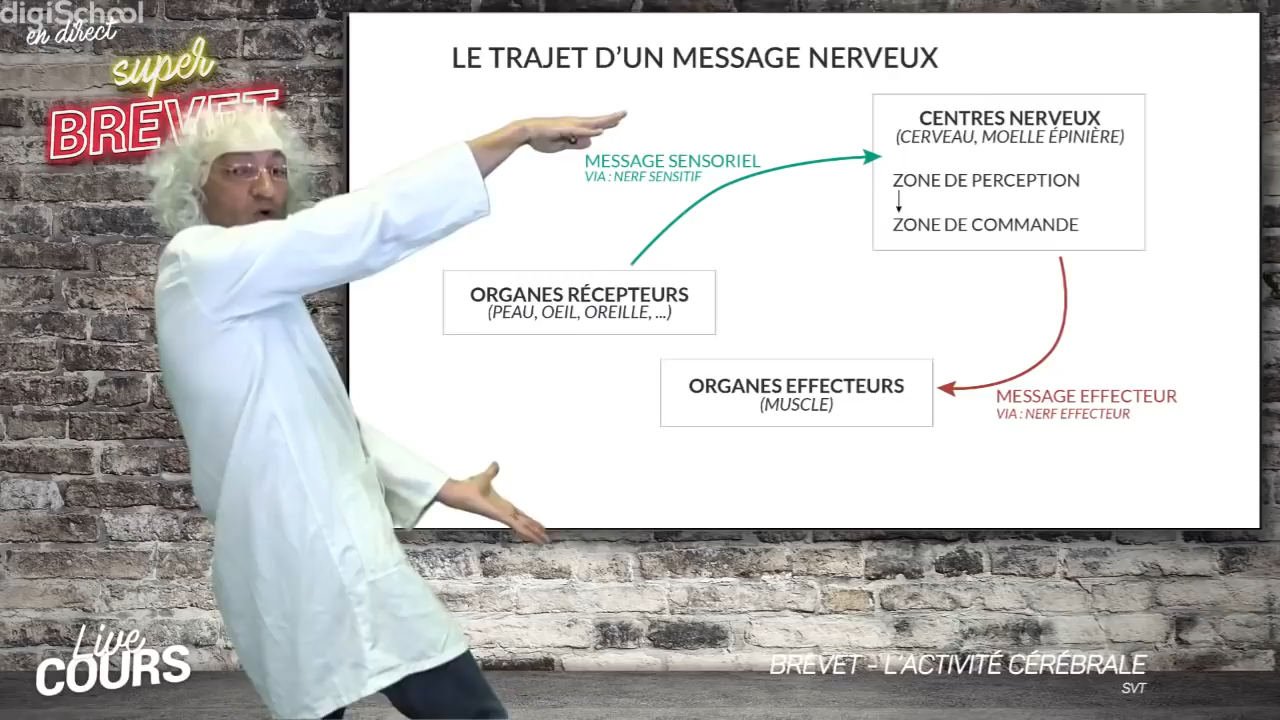 digiSchool
en direct
super
BREVET
LE TRAJET D'UN MESSAGE NERVEUX
CENTRES NERVEUX
(CERVEAU, MOELLE ÉPINIÈRE)
MESSAGE SENSORIEL
VIA : NERF SENSITIF
ZONE DE PERCEPTION
ZONE DE COMMANDE
ORGANES RÉCEPTEURS
(PEAU, OEIL, OREILLE, ...)
ORGANES EFFECTEURS
(MUSCLE)
MESSAGE EFFECTEUR
VIA : NERF EFFECTEUR
Live
COURS
BREVET - L'ACTIVITÉ CÉRÉBRALE
SVT